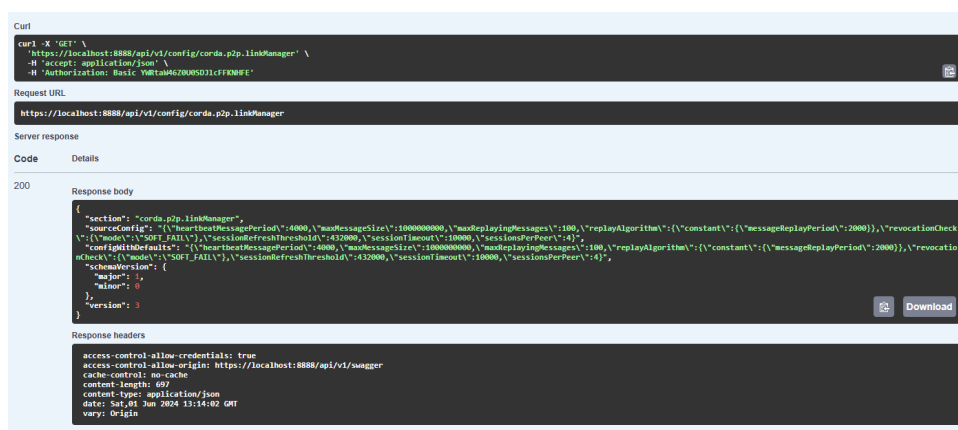 Curl
curl -X 'GET' \
'https://localhost:8888/api/v1/config/corda.p2p.linkManager' \
-H 'accept: application/json' \
-H 'Authorization: Basic YWRtaW46Z0U0SDJ1cFFKNHFE'
Request URL
https://localhost:8888/api/v1/config/corda.p2p.linkManager
Server response
Code Details
200
Response body
{
"section": "corda.p2p.linkManager",
"sourceConfig": "{\"heartbeatMessagePeriod\":4000,\"maxMessageSize\":1000000000,\"maxReplayingMessages\":100,\"replayAlgorithm\":{\"constant\":{\"messageReplayPeriod\":2000}},\"revocationCheck
\":{\"mode\":\"SOFT_FAIL\"},\"sessionRefreshThreshold\":432000,\"sessionTimeout\":10000,\"sessionsPerPeer\":4}",
"configWithDefaults": "{\"heartbeatMessagePeriod\":4000,\"maxMessageSize\":1000000000,\"maxReplayingMessages\":100,\"replayAlgorithm\":{\"constant\":{\"messageReplayPeriod\":2000}},\"revocatio
nCheck\":{\"mode\":\"SOFT_FAIL\"},\"sessionRefreshThreshold\":432000,\"sessionTimeout\":10000,\"sessionsPerPeer\":4}",
"schemaVersion": {
"major": 1,
"minor": 0
},
"version": 3
}
Download
Response headers
access-control-allow-credentials: true
access-control-allow-origin: https://localhost:8888/api/v1/swagger
cache-control: no-cache
content-length: 697
content-type: application/json
date: Sat,01 Jun 2024 13:14:02 GMT
vary: Origin